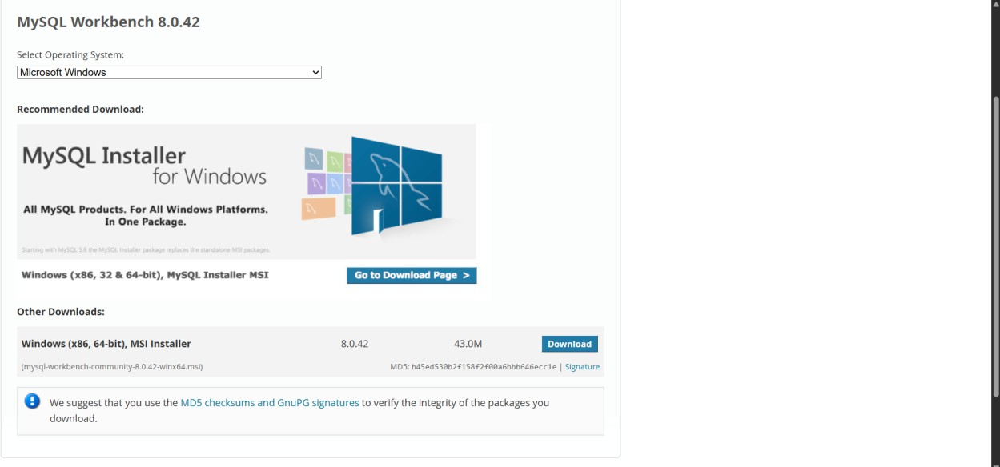 MySQL Workbench 8.0.42
Select Operating System:
Microsoft Windows
Recommended Download:
MySQL Installer
for Windows
All MySQL Products. For All Windows Platforms.
In One Package.
Starting with MySQL 5.6 the MySQL Installer package replaces the standalone MSI packages.
Windows (x86, 32 & 64-bit), MySQL Installer MSI
Go to Download Page >
Other Downloads:
Windows (x86, 64-bit), MSI Installer 8.0.42 43.0M Download
(mysql-workbench-community-8.0.42-winx64.msi) MD5: b45ed530b2f158f2f00a6bbb646ecc1e | Signature
We suggest that you use the MD5 checksums and GnuPG signatures to verify the integrity of the packages you
download.